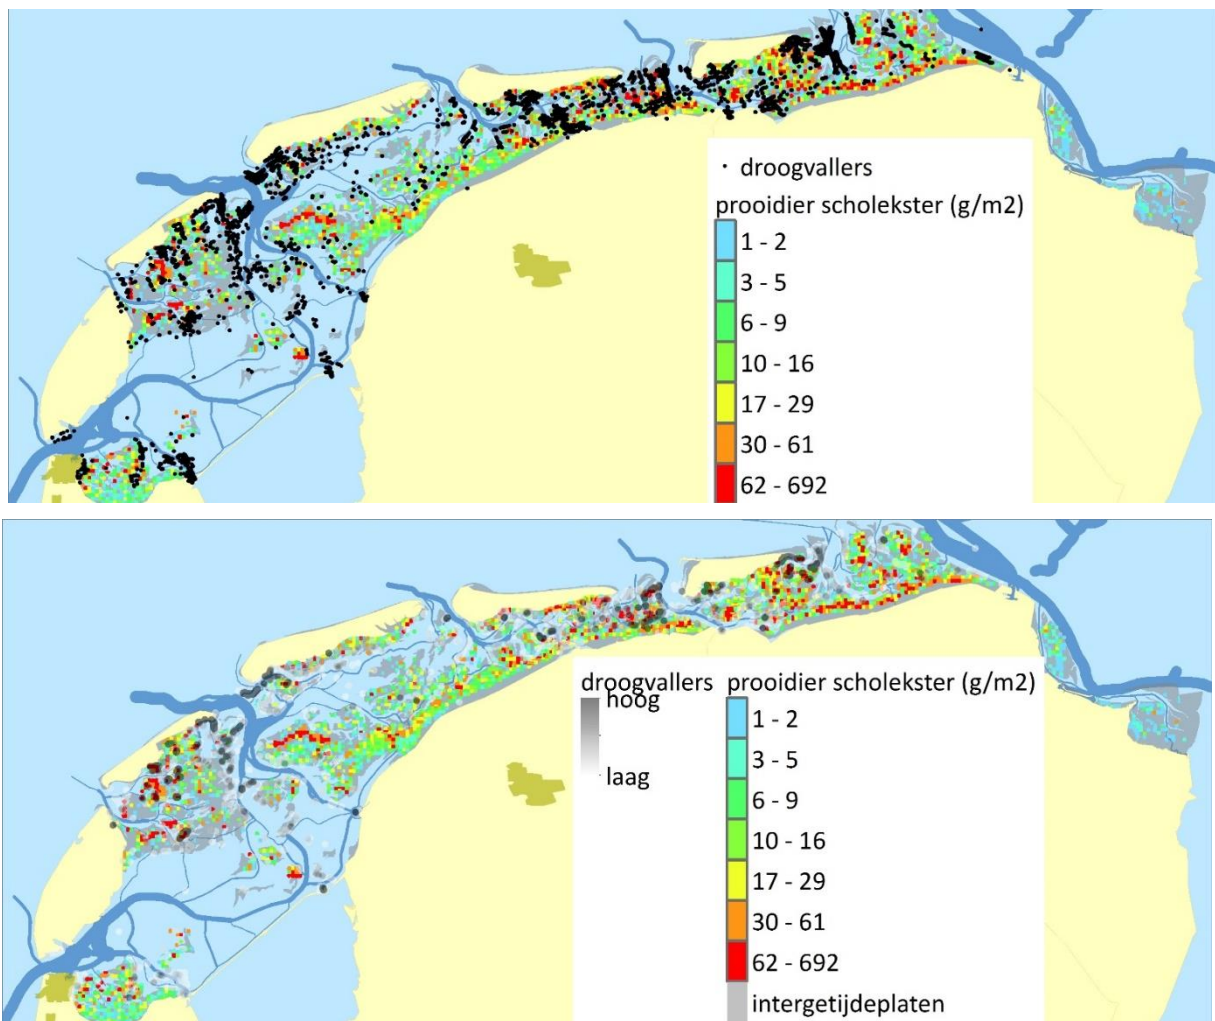 droogvallers
prooidier scholekster (g/m2)
1 - 2
3 - 5
6 - 9
10 - 16
17 - 29
30 - 61
62 - 692
droogvallers prooidier scholekster (g/m2)
hoog
laag
1 - 2
3 - 5
6 - 9
10 - 16
17 - 29
30 - 61
62 - 692
intergetijdeplaten